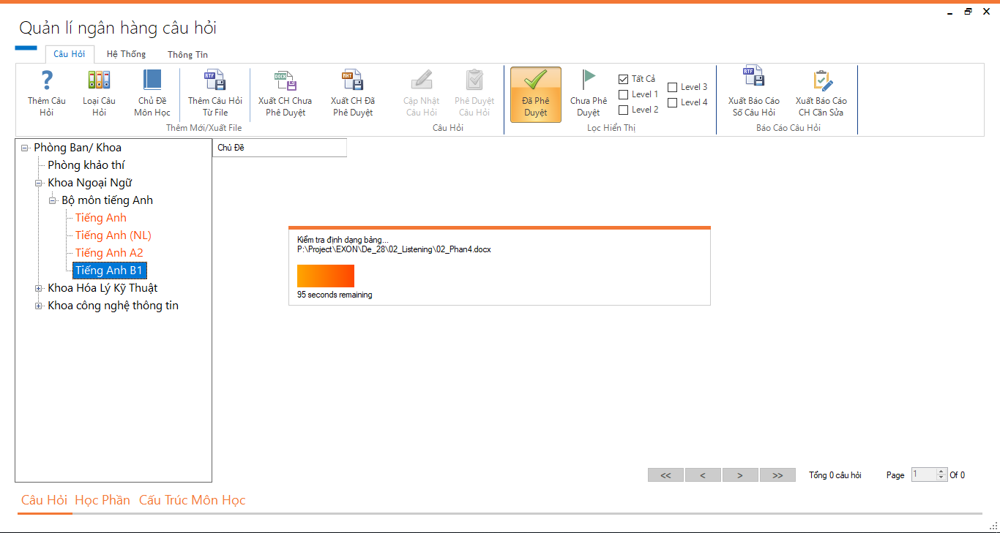 Quản lí ngân hàng câu hỏi
Câu Hỏi
Hệ Thống
Thông Tin
Thêm Câu
Hỏi
Loại Câu
Hỏi
Chủ Đề
Môn Học
RTF
Thêm Câu Hỏi
Từ File
DOCX
Xuất CH Chưa
Phê Duyệt
MHT
Xuất CH Đã
Phê Duyệt
Cập Nhật
Câu Hỏi
Phê Duyệt
Câu Hỏi
Đã Phê
Duyệt
Chưa Phê
Duyệt
Tất Cả
Level 1
Level 2
Level 3
Level 4
RTF
Xuất Báo Cáo
Số Câu Hỏi
Xuất Báo Cáo
CH Cần Sửa
Thêm Mới/Xuất File
Câu Hỏi
Lọc Hiển Thị
Báo Cáo Câu Hỏi
Phòng Ban/ Khoa
Phòng khảo thí
Khoa Ngoại Ngữ
Bộ môn tiếng Anh
Tiếng Anh
Tiếng Anh (NL)
Tiếng Anh A2
Tiếng Anh B1
Khoa Hóa Lý Kỹ Thuật
Khoa công nghệ thông tin
Chủ Đề
Kiểm tra định dạng bảng...
P:\Project\EXON\De_28\02_Listening\02_Phan4.docx
95 seconds remaining
<< < > >> Tổng 0 câu hỏi Page 1 Of 0
Câu Hỏi Học Phần Cấu Trúc Môn Học